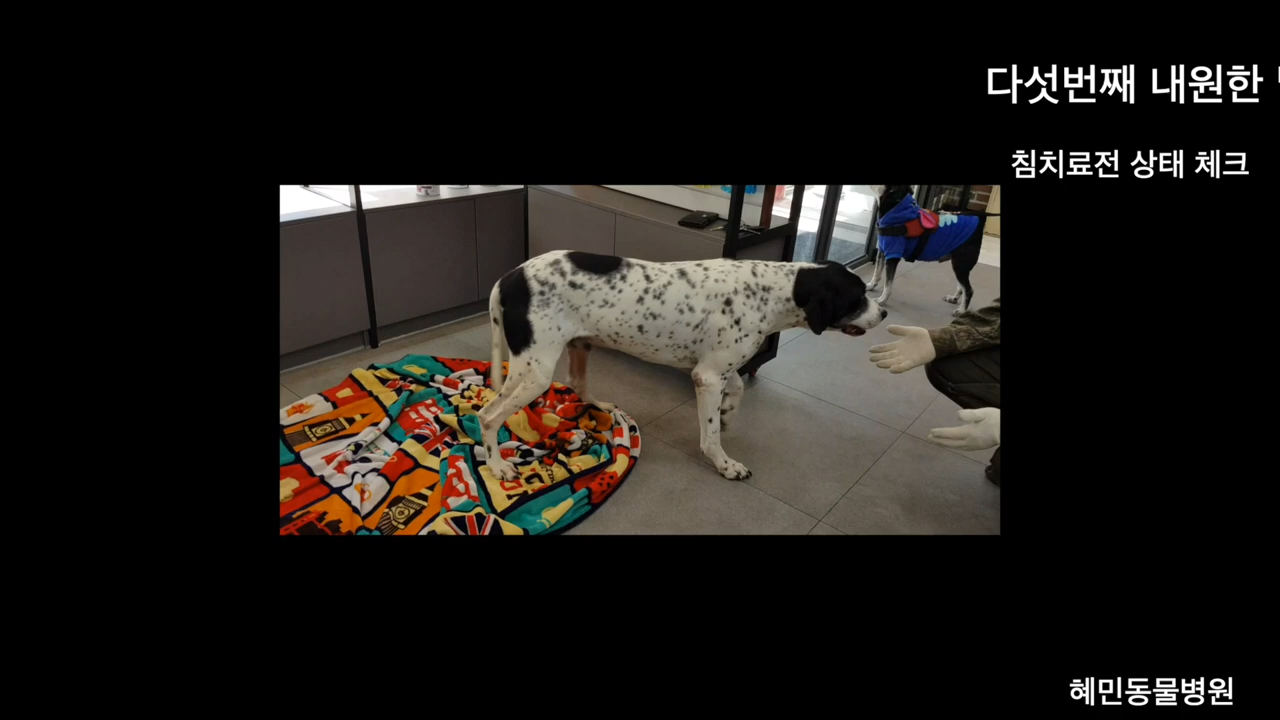 다섯번째 내원한
침치료전 상태 체크
혜민동물병원